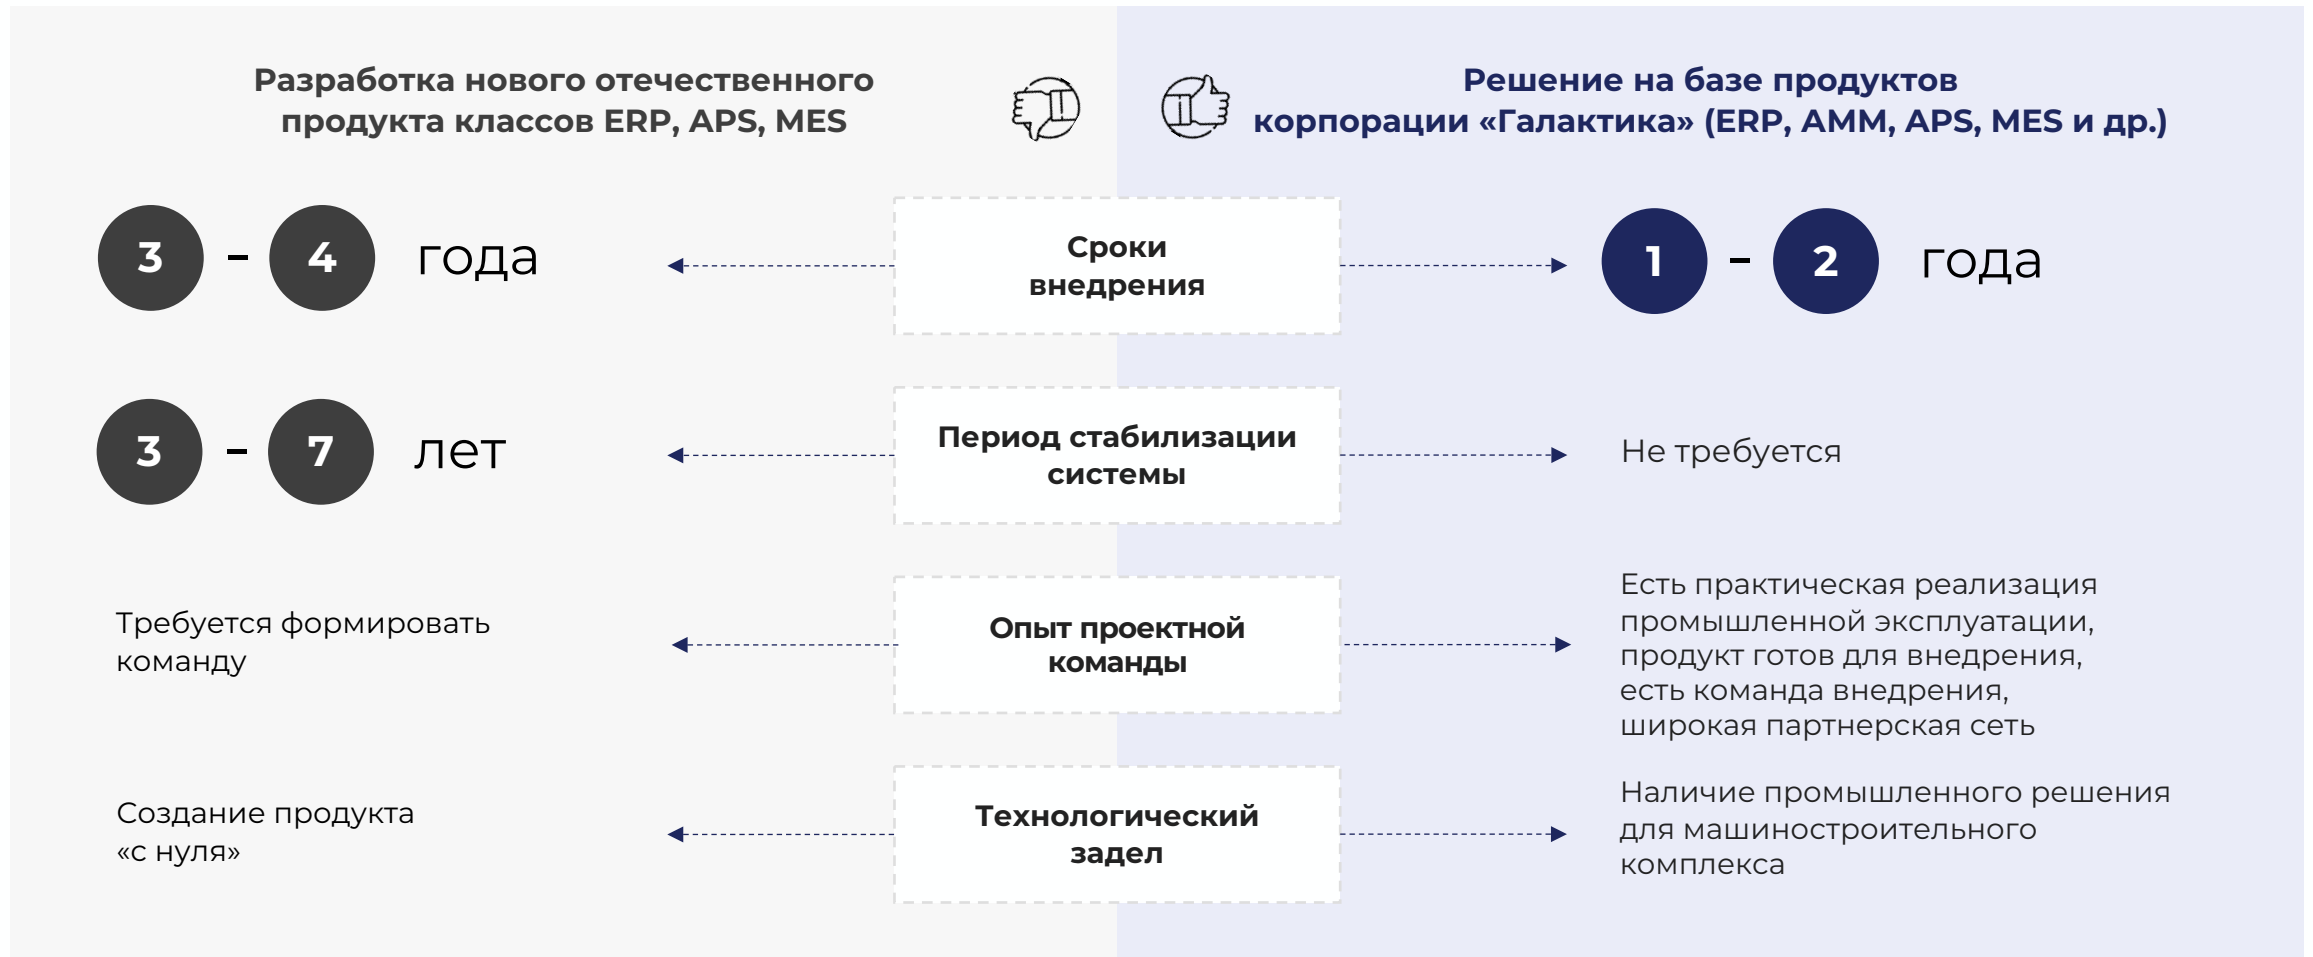 Разработка нового отечественного
продукта классов ERP, APS, MES
Решение на базе продуктов
корпорации «Галактика» (ERP, AMM, APS, MES и др.)
3 - 4 года
Сроки
внедрения
1 - 2 года
3 - 7 лет
Период стабилизации
системы
Не требуется
Требуется формировать
команду
Опыт проектной
команды
Есть практическая реализация
промышленной эксплуатации,
продукт готов для внедрения,
есть команда внедрения,
широкая партнерская сеть
Создание продукта
«с нуля»
Технологический
задел
Наличие промышленного решения
для машиностроительного
комплекса